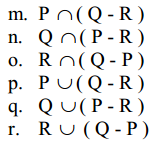 m. P ∩ ( Q - R )
n. Q ∩ ( P - R )
o. R ∩ ( Q - P )
p. P ∪ ( Q - R )
q. Q ∪ ( P - R )
r. R ∪ ( Q - P )